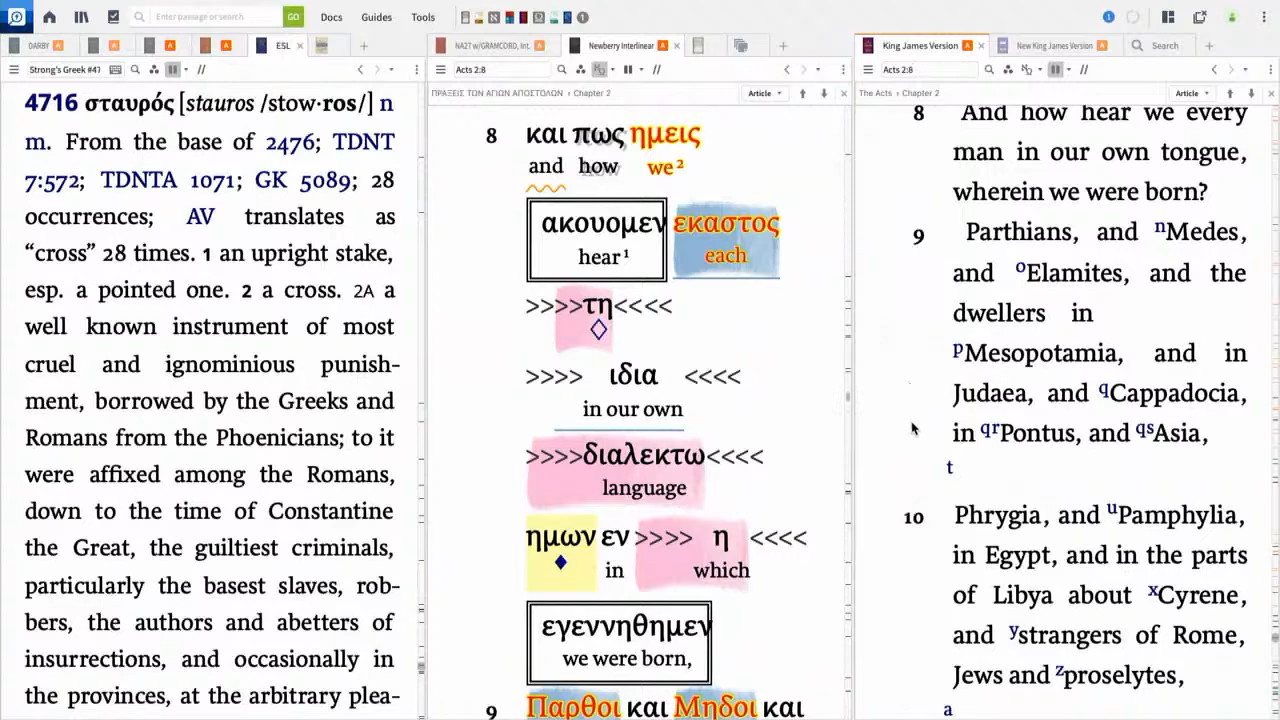 Enter passage or search
GO
Docs
Guides
Tools
1
1
DARBY A
A
A
A
ESL
NA27 w/GRAMCORD, Int. A
Newberry Interlinear
King James Version A
New King James Version A
Search
Strong's Greek #47
Acts 2:8
Acts 2:8
4716 σταυρός [stauros /stow·ros/] n
m. From the base of 2476; TDNT
7:572; TDNTA 1071; GK 5089; 28
occurrences; AV translates as
“cross” 28 times. 1 an upright stake,
esp. a pointed one. 2 a cross. 2A a
well known instrument of most
cruel and ignominious punish-
ment, borrowed by the Greeks and
Romans from the Phoenicians; to it
were affixed among the Romans,
down to the time of Constantine
the Great, the guiltiest criminals,
particularly the basest slaves, rob-
bers, the authors and abetters of
insurrections, and occasionally in
the provinces, at the arbitrary plea-
ΠΡΑΞΕΙΣ ΤΩΝ ΑΓΙΩΝ ΑΠΟΣΤΟΛΩΝ › Chapter 2
Article
8 και πως ημεις
and how we ²
ακουομεν εκαστος
hear ¹ each
>>>>τη<<<<
◇
>>>> ιδια <<<<
in our own
>>>>διαλεκτω<<<<
language
ημων εν >>>> η <<<<
◆ in which
εγεννηθημεν
we were born,
9 Παρθοι και Μηδοι και
The Acts › Chapter 2
Article
8 And how hear we every
man in our own tongue,
wherein we were born?
9 Parthians, and nMedes,
and oElamites, and the
dwellers in
pMesopotamia, and in
Judaea, and qCappadocia,
in qrPontus, and qsAsia,
t
10 Phrygia, and uPamphylia,
in Egypt, and in the parts
of Libya about xCyrene,
and ystrangers of Rome,
Jews and zproselytes,
a